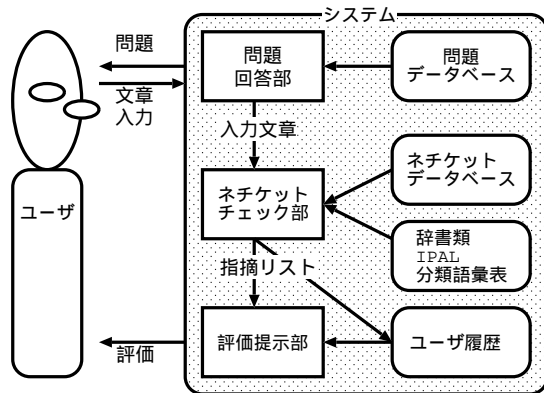 システム
問題
文章
入力
問題
回答部
問題
データベース
入力文章
ユーザ
ネチケット
チェック部
ネチケット
データベース
辞書類
IPAL
分類語彙表
指摘リスト
評価
評価提示部
ユーザ履歴